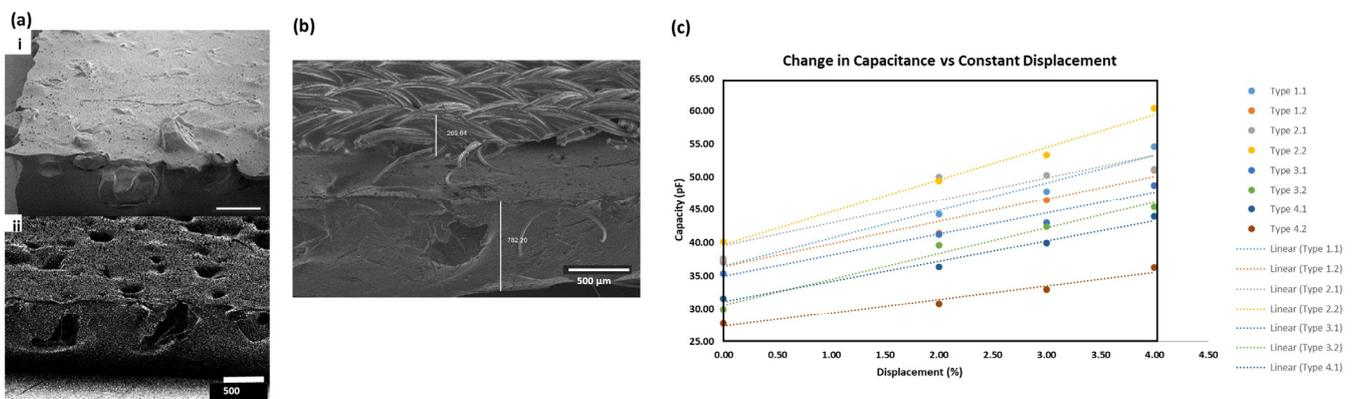 (a)
i
ii
500
(b)
269.64
782.20
500 µm
(c)
Change in Capacitance vs Constant Displacement
Capacity (pF)
65.00
60.00
55.00
50.00
45.00
40.00
35.00
30.00
25.00
0.00 0.50 1.00 1.50 2.00 2.50 3.00 3.50 4.00 4.50
Displacement (%)
Type 1.1
Type 1.2
Type 2.1
Type 2.2
Type 3.1
Type 3.2
Type 4.1
Type 4.2
Linear (Type 1.1)
Linear (Type 1.2)
Linear (Type 2.1)
Linear (Type 2.2)
Linear (Type 3.1)
Linear (Type 3.2)
Linear (Type 4.1)